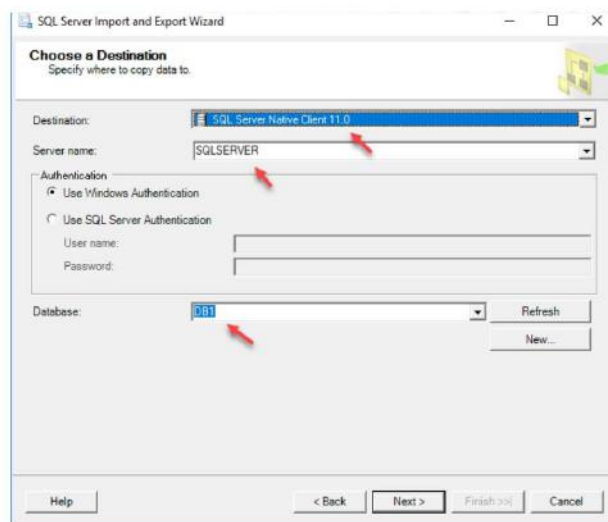 SQL Server Import and Export Wizard
Choose a Destination
Specify where to copy data to.
Destination: SQL Server Native Client 11.0
Server name: SQLSERVER
Authentication
Use Windows Authentication
Use SQL Server Authentication
User name:
Password:
Database: DB1 Refresh
New...
Help < Back Next > Finish >>| Cancel